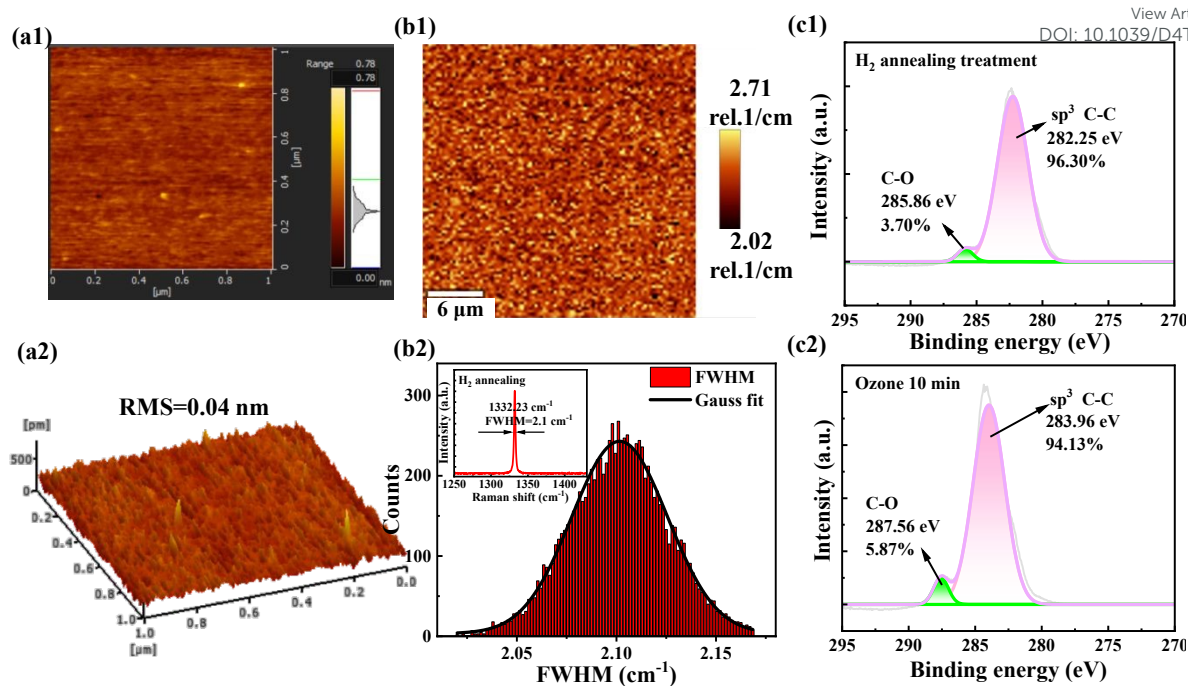 View Art
DOI: 10.1039/D4T
(a1)
Range 0.78
0.78
0.00
nm
1
0.8
0.6
0.4
0.2
0
[µm]
0 0.2 0.4 0.6 0.8 1
[µm]
(b1)
2.71
rel.1/cm
2.02
rel.1/cm
6 µm
(c1)
H2 annealing treatment
sp3 C-C
282.25 eV
96.30%
C-O
285.86 eV
3.70%
Intensity (a.u.)
295 290 285 280 275 270
Binding energy (eV)
(a2)
RMS=0.04 nm
[pm]
500
0
0.2
0.4
0.6
0.8
1.0
[µm]
1.0 0.8 0.6 0.4 0.2 0.0
[µm]
(b2)
FWHM
Gauss fit
H2 annealing
1332.23 cm-1
FWHM=2.1 cm-1
Intensity (a.u.)
1250 1300 1350 1400
Raman shift (cm-1)
Counts
300
200
100
0
2.05 2.10 2.15
FWHM (cm-1)
(c2)
Ozone 10 min
sp3 C-C
283.96 eV
94.13%
C-O
287.56 eV
5.87%
Intensity (a.u.)
295 290 285 280 275 270
Binding energy (eV)